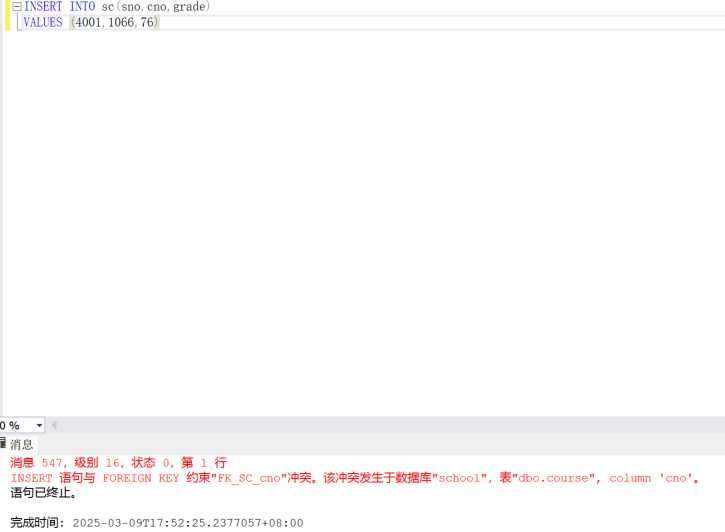 INSERT INTO sc(sno,cno,grade)
VALUES (4001,1066,76)
0 %
消息
消息 547，级别 16，状态 0，第 1 行
INSERT 语句与 FOREIGN KEY 约束"FK_SC_cno"冲突。该冲突发生于数据库"school"，表"dbo.course", column 'cno'。
语句已终止。
完成时间: 2025-03-09T17:52:25.2377057+08:00